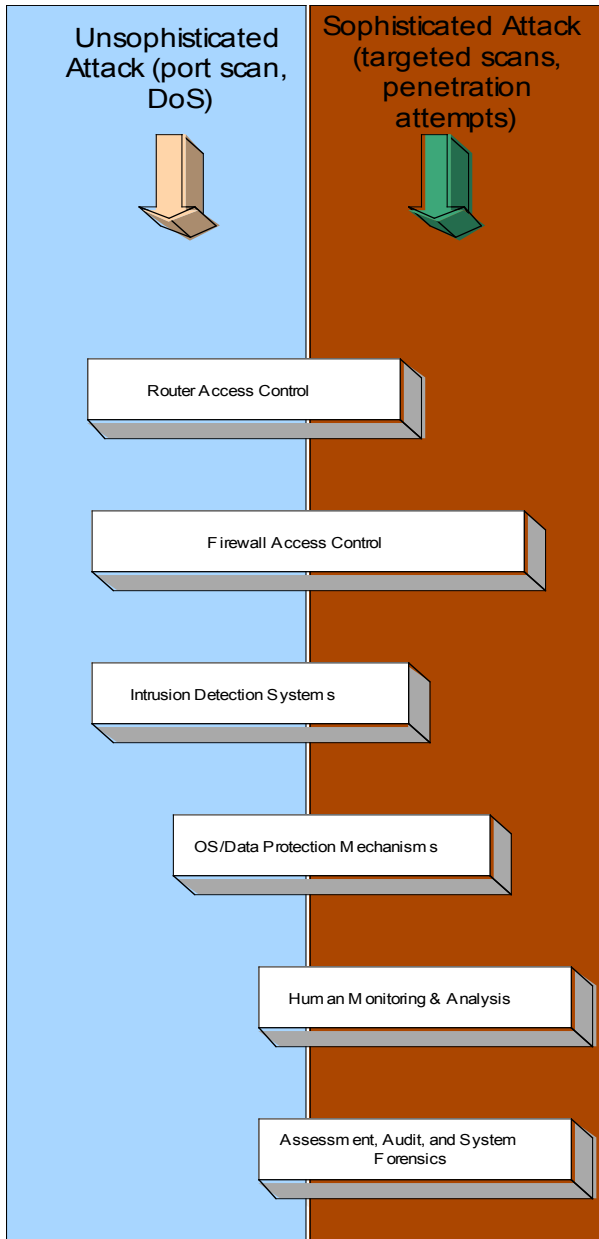 Unsophisticated
Attack (port scan,
DoS)
Sophisticated Attack
(targeted scans,
penetration
attempts)
Router Access Control
Firewall Access Control
Intrusion Detection Systems
OS/Data Protection Mechanisms
Human Monitoring & Analysis
Assessment, Audit, and System
Forensics